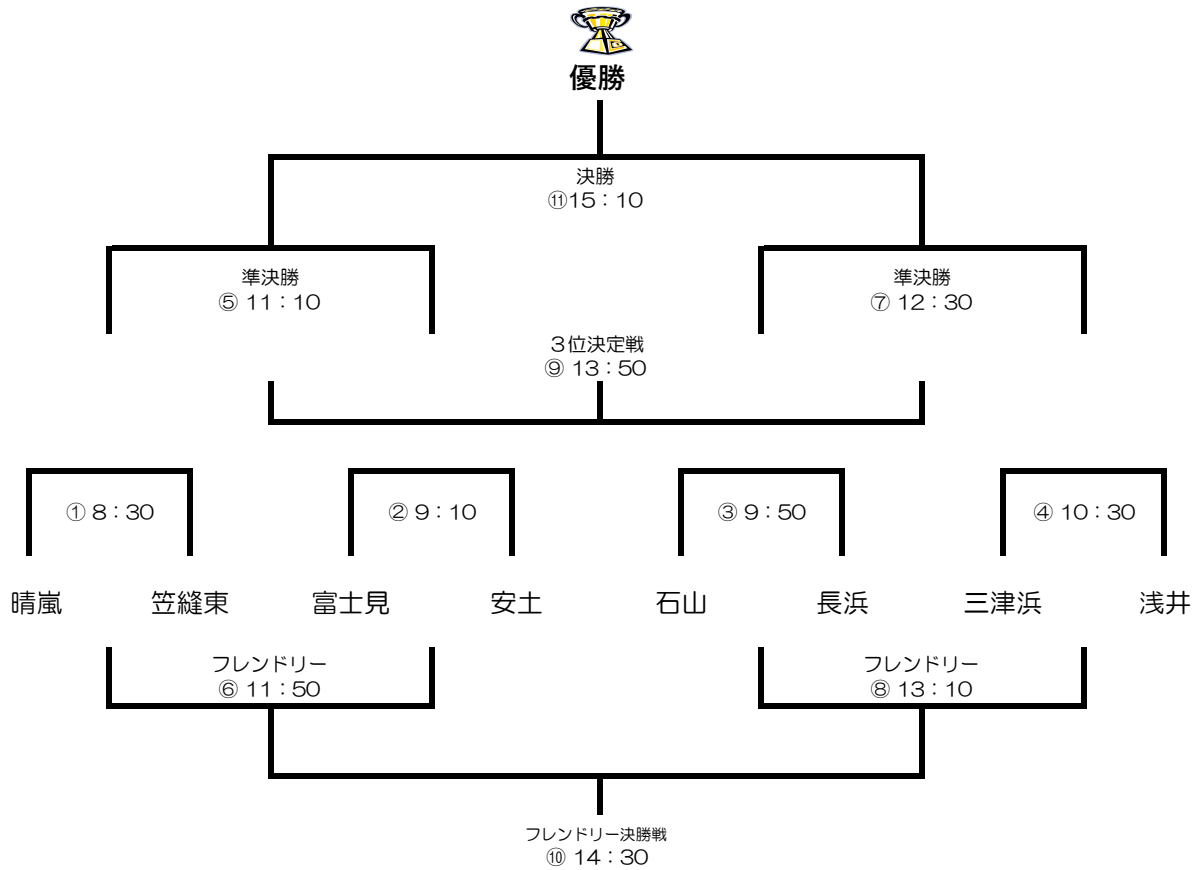 優勝
決勝
⑪15：10
準決勝
⑤ 11：10
準決勝
⑦ 12：30
３位決定戦
⑨ 13：50
① 8：30
② 9：10
③ 9：50
④ 10：30
晴嵐
笠縫東
富士見
安土
石山
長浜
三津浜
浅井
フレンドリー
⑥ 11：50
フレンドリー
⑧ 13：10
フレンドリー決勝戦
⑩ 14：30